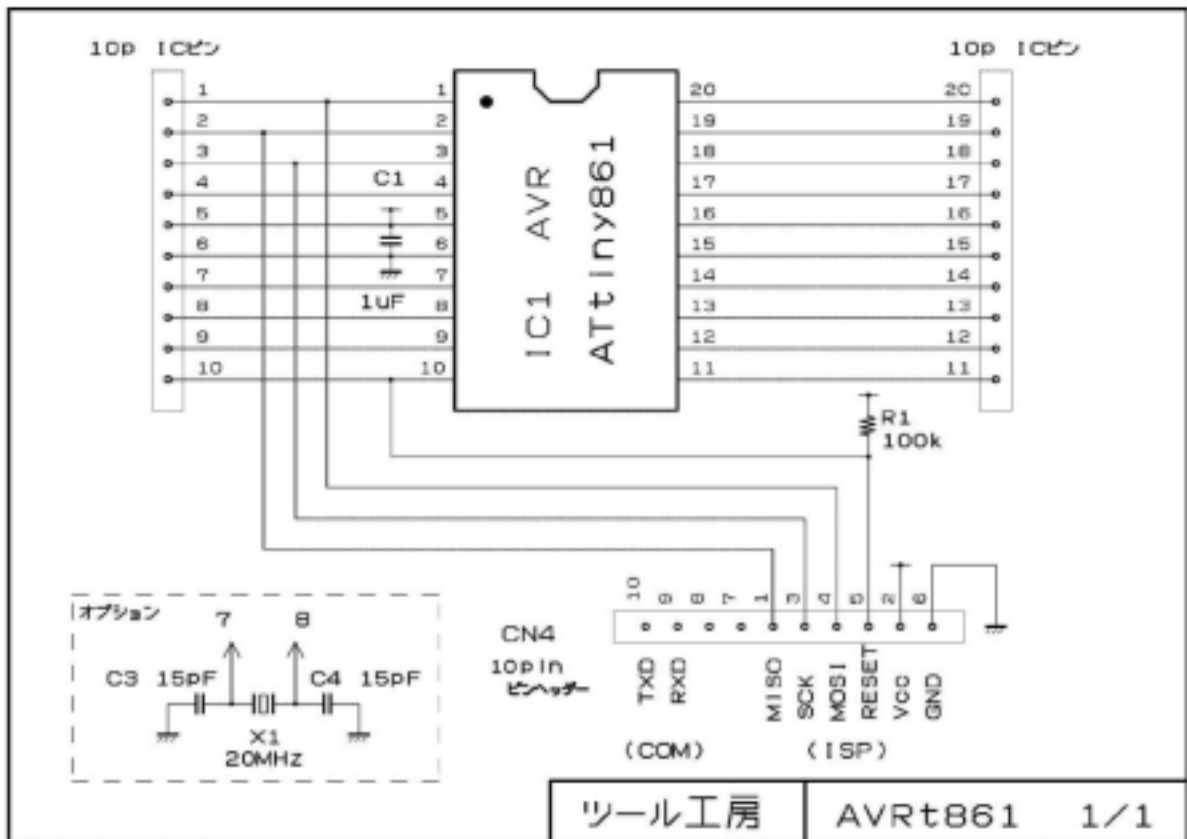 10p ICピン
10p ICピン
1 1 20 20
2 2 19 19
3 3 18 18
C1
4 4 17 17
5 5 16 16
6 6 15 15
7 7 14 14
1uF
8 8 13 13
9 9 12 12
10 10 11 11
IC1 AVR
ATtiny861
R1
100k
オプション
7 8
C3 15pF C4 15pF
X1
20MHz
10 9 8 7 1 3 4 5 2 6
CN4
10pin
ピンヘッダー
TXD RXD MISO SCK MOSI RESET VCC GND
(COM) (ISP)
ツール工房 AVRt861 1/1